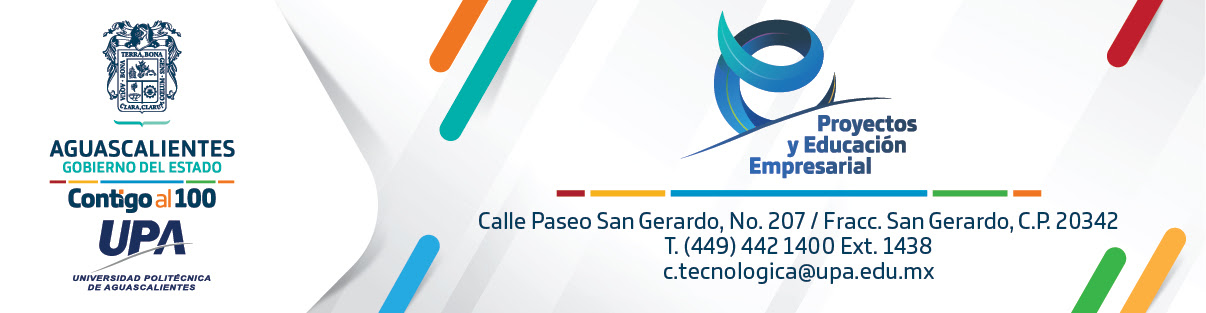 TERRA BONA
BONA
AQUA
CLARA, CLARUM
AGUASCALIENTES
GOBIERNO DEL ESTADO
Contigo al 100
UPA
UNIVERSIDAD POLITÉCNICA
DE AGUASCALIENTES
Proyectos
y Educación
Empresarial
Calle Paseo San Gerardo, No. 207 / Fracc. San Gerardo, C.P. 20342
T. (449) 442 1400 Ext. 1438
c.tecnologica@upa.edu.mx